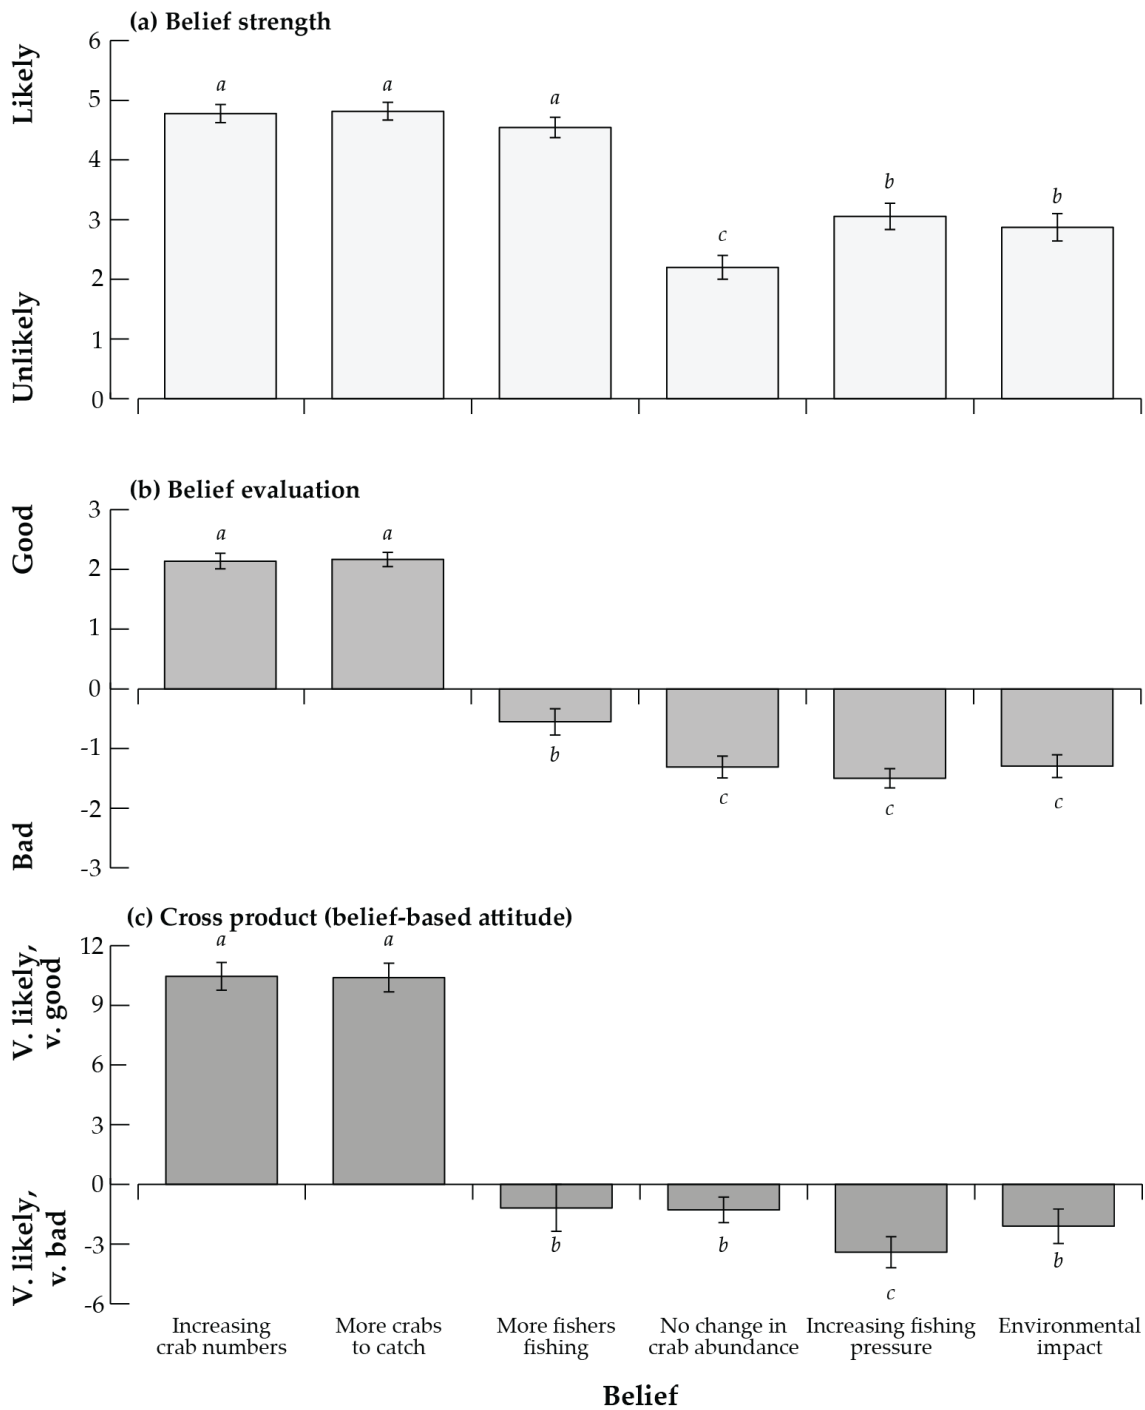 (a) Belief strength
Likely
Unlikely
6
5
4
3
2
1
0
a
a
a
c
b
b
(b) Belief evaluation
Good
Bad
3
2
1
0
-1
-2
-3
a
a
b
c
c
c
(c) Cross product (belief-based attitude)
V. likely,
v. good
V. likely,
v. bad
12
9
6
3
0
-3
-6
a
a
b
b
c
b
Increasing
crab numbers
More crabs
to catch
More fishers
fishing
No change in
crab abundance
Increasing fishing
pressure
Environmental
impact
Belief